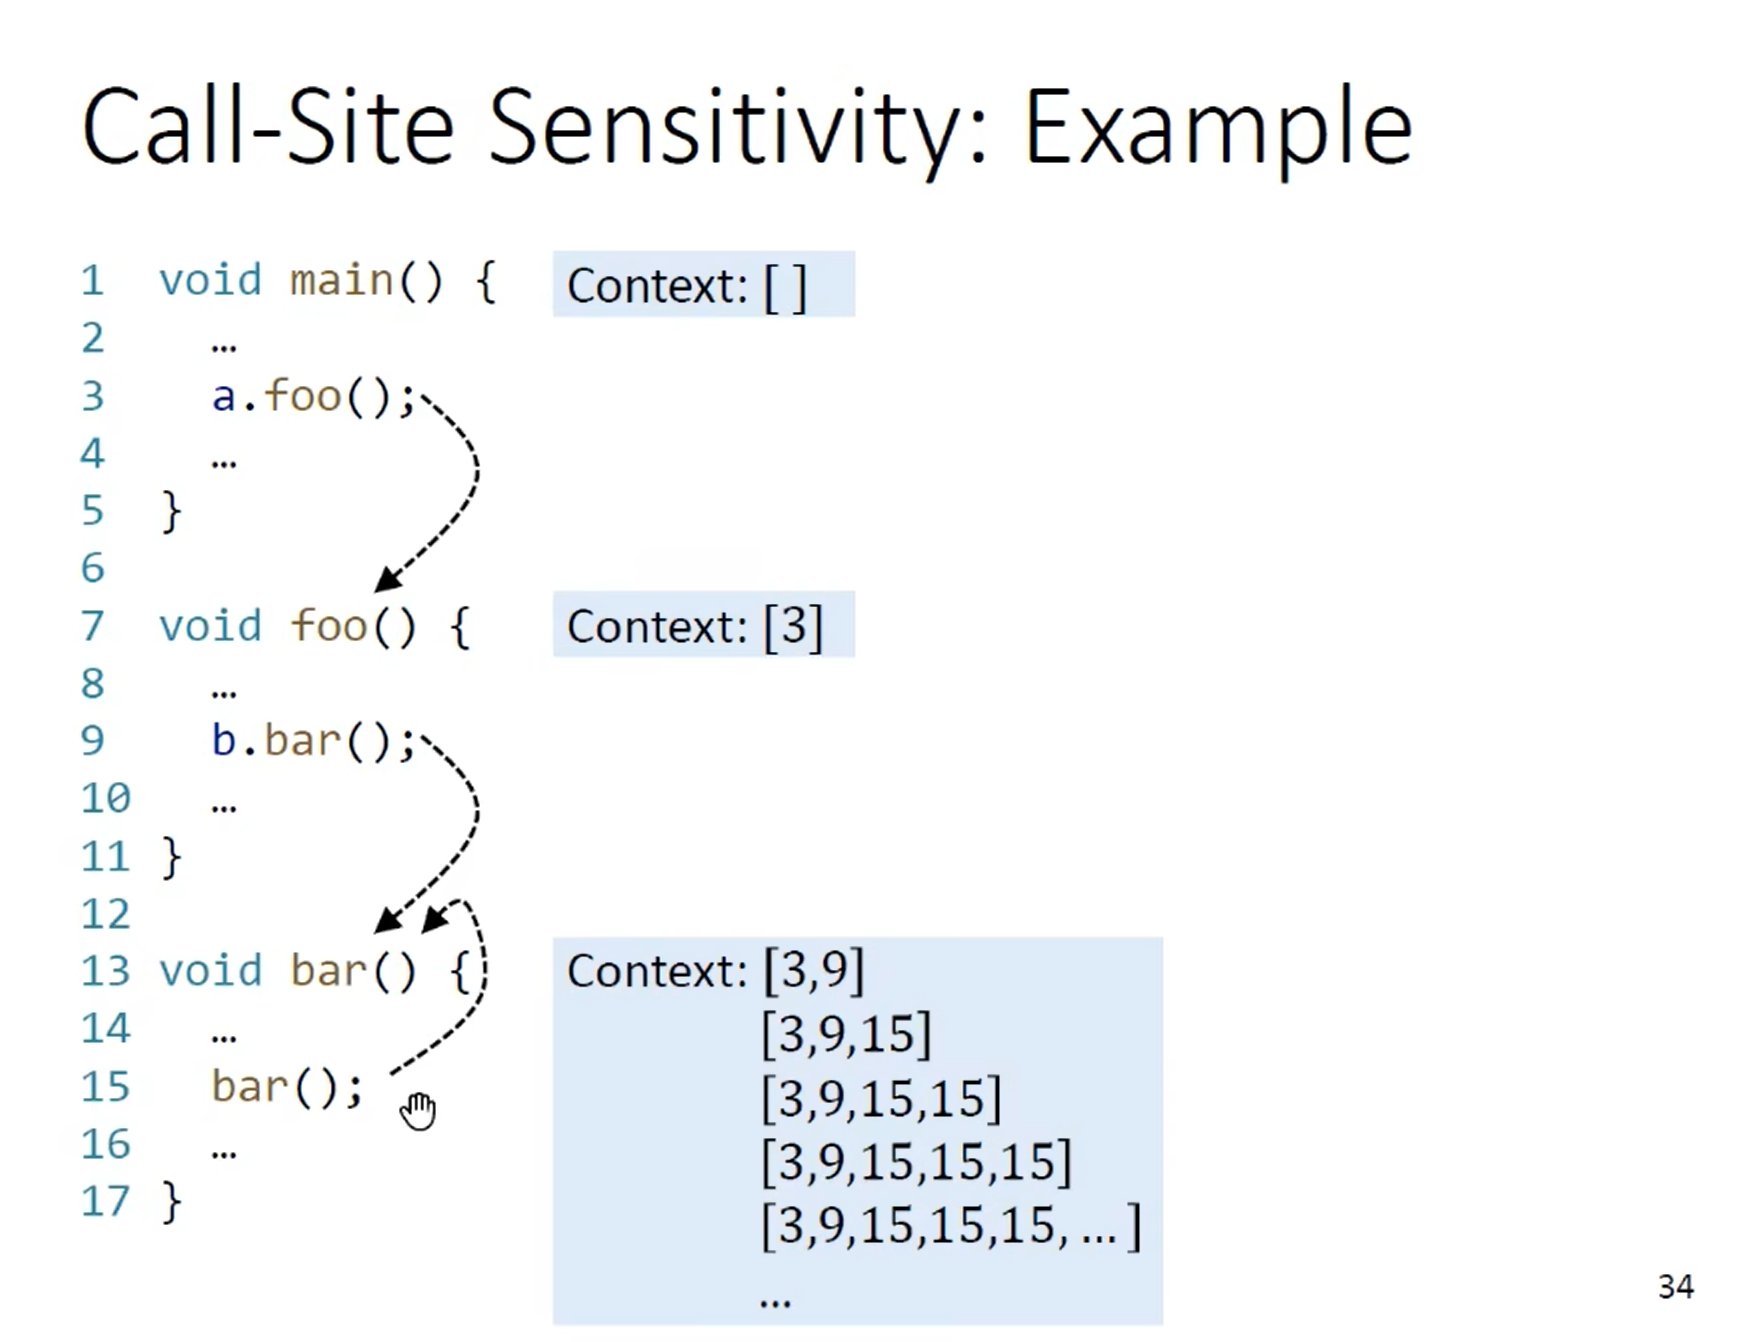 Call-Site Sensitivity: Example
1 void main() { Context: [ ]
2 …
3 a.foo();
4 …
5 }
6
7 void foo() { Context: [3]
8 …
9 b.bar();
10 …
11 }
12
13 void bar() { Context: [3,9]
14 … [3,9,15]
15 bar(); [3,9,15,15]
16 … [3,9,15,15,15]
17 } [3,9,15,15,15, … ]
…
34